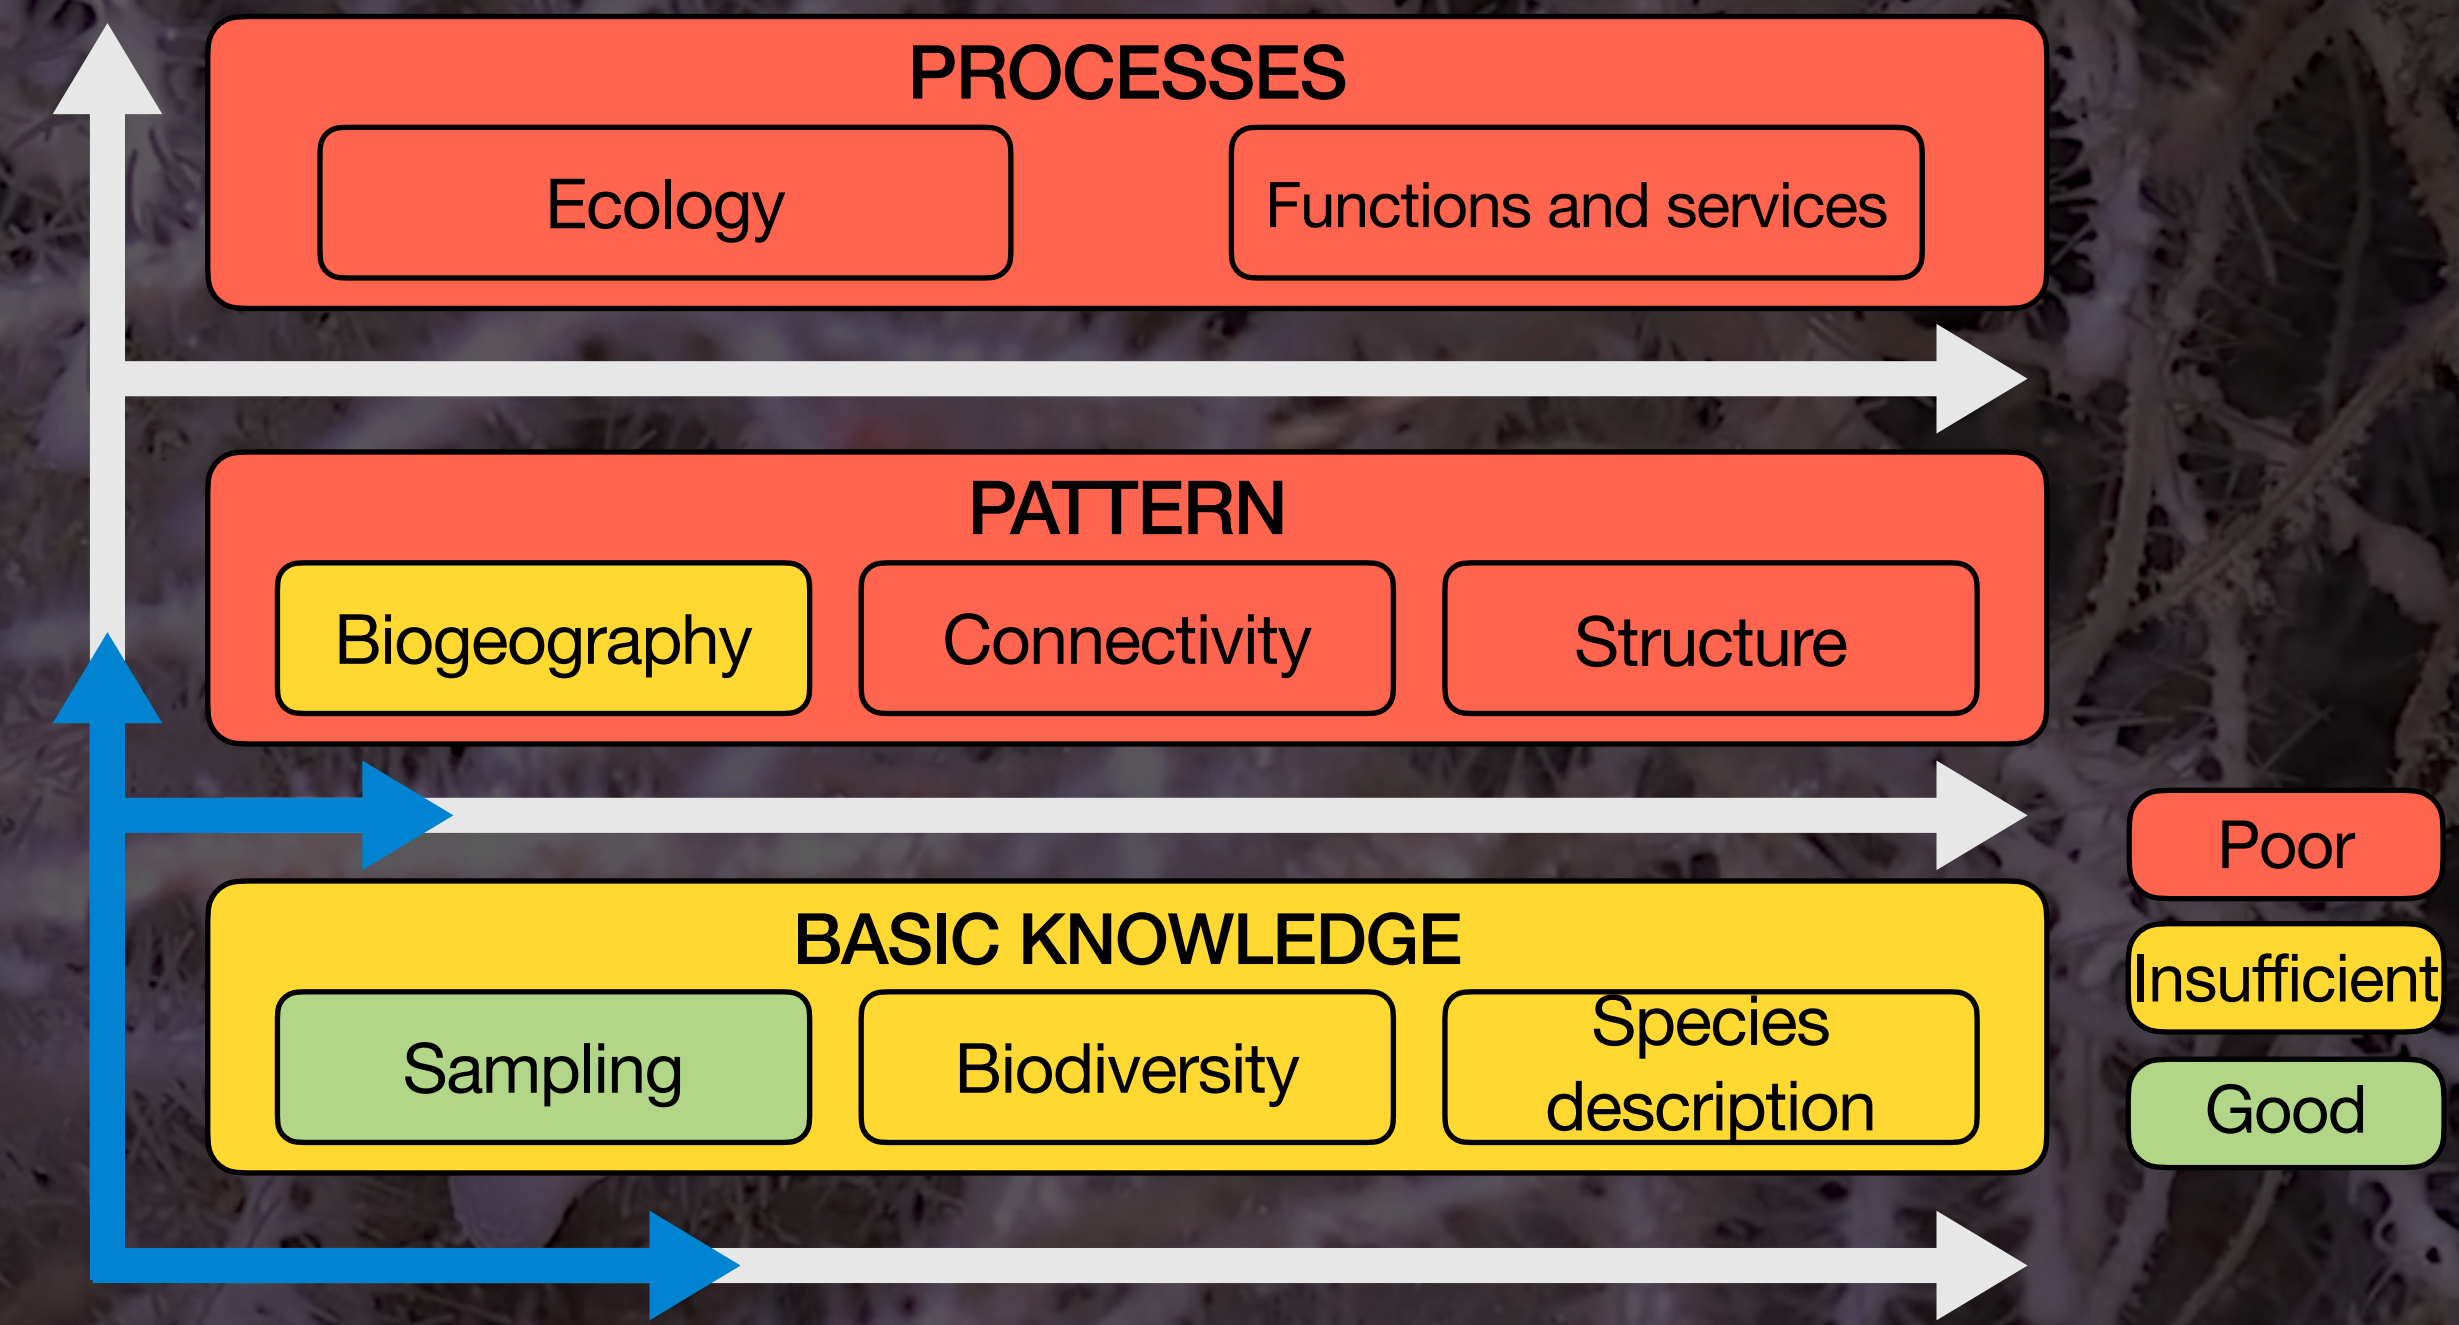 PROCESSES
Ecology
Functions and services
PATTERN
Biogeography
Connectivity
Structure
BASIC KNOWLEDGE
Sampling
Biodiversity
Species
description
Poor
Insufficient
Good